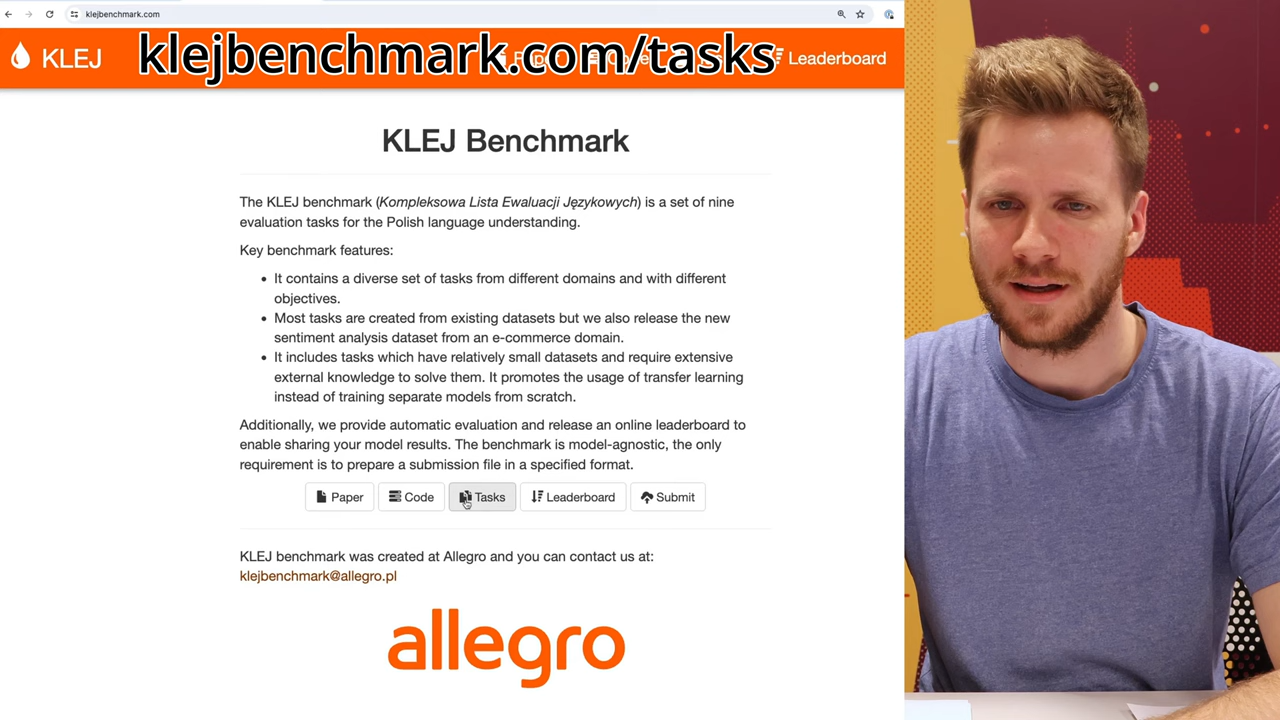 klejbenchmark.com
KLEJ
klejbenchmark.com/tasks
Leaderboard
KLEJ Benchmark
The KLEJ benchmark (Kompleksowa Lista Ewaluacji Językowych) is a set of nine
evaluation tasks for the Polish language understanding.
Key benchmark features:
• It contains a diverse set of tasks from different domains and with different
objectives.
• Most tasks are created from existing datasets but we also release the new
sentiment analysis dataset from an e-commerce domain.
• It includes tasks which have relatively small datasets and require extensive
external knowledge to solve them. It promotes the usage of transfer learning
instead of training separate models from scratch.
Additionally, we provide automatic evaluation and release an online leaderboard to
enable sharing your model results. The benchmark is model-agnostic, the only
requirement is to prepare a submission file in a specified format.
Paper Code Tasks Leaderboard Submit
KLEJ benchmark was created at Allegro and you can contact us at:
klejbenchmark@allegro.pl
allegro